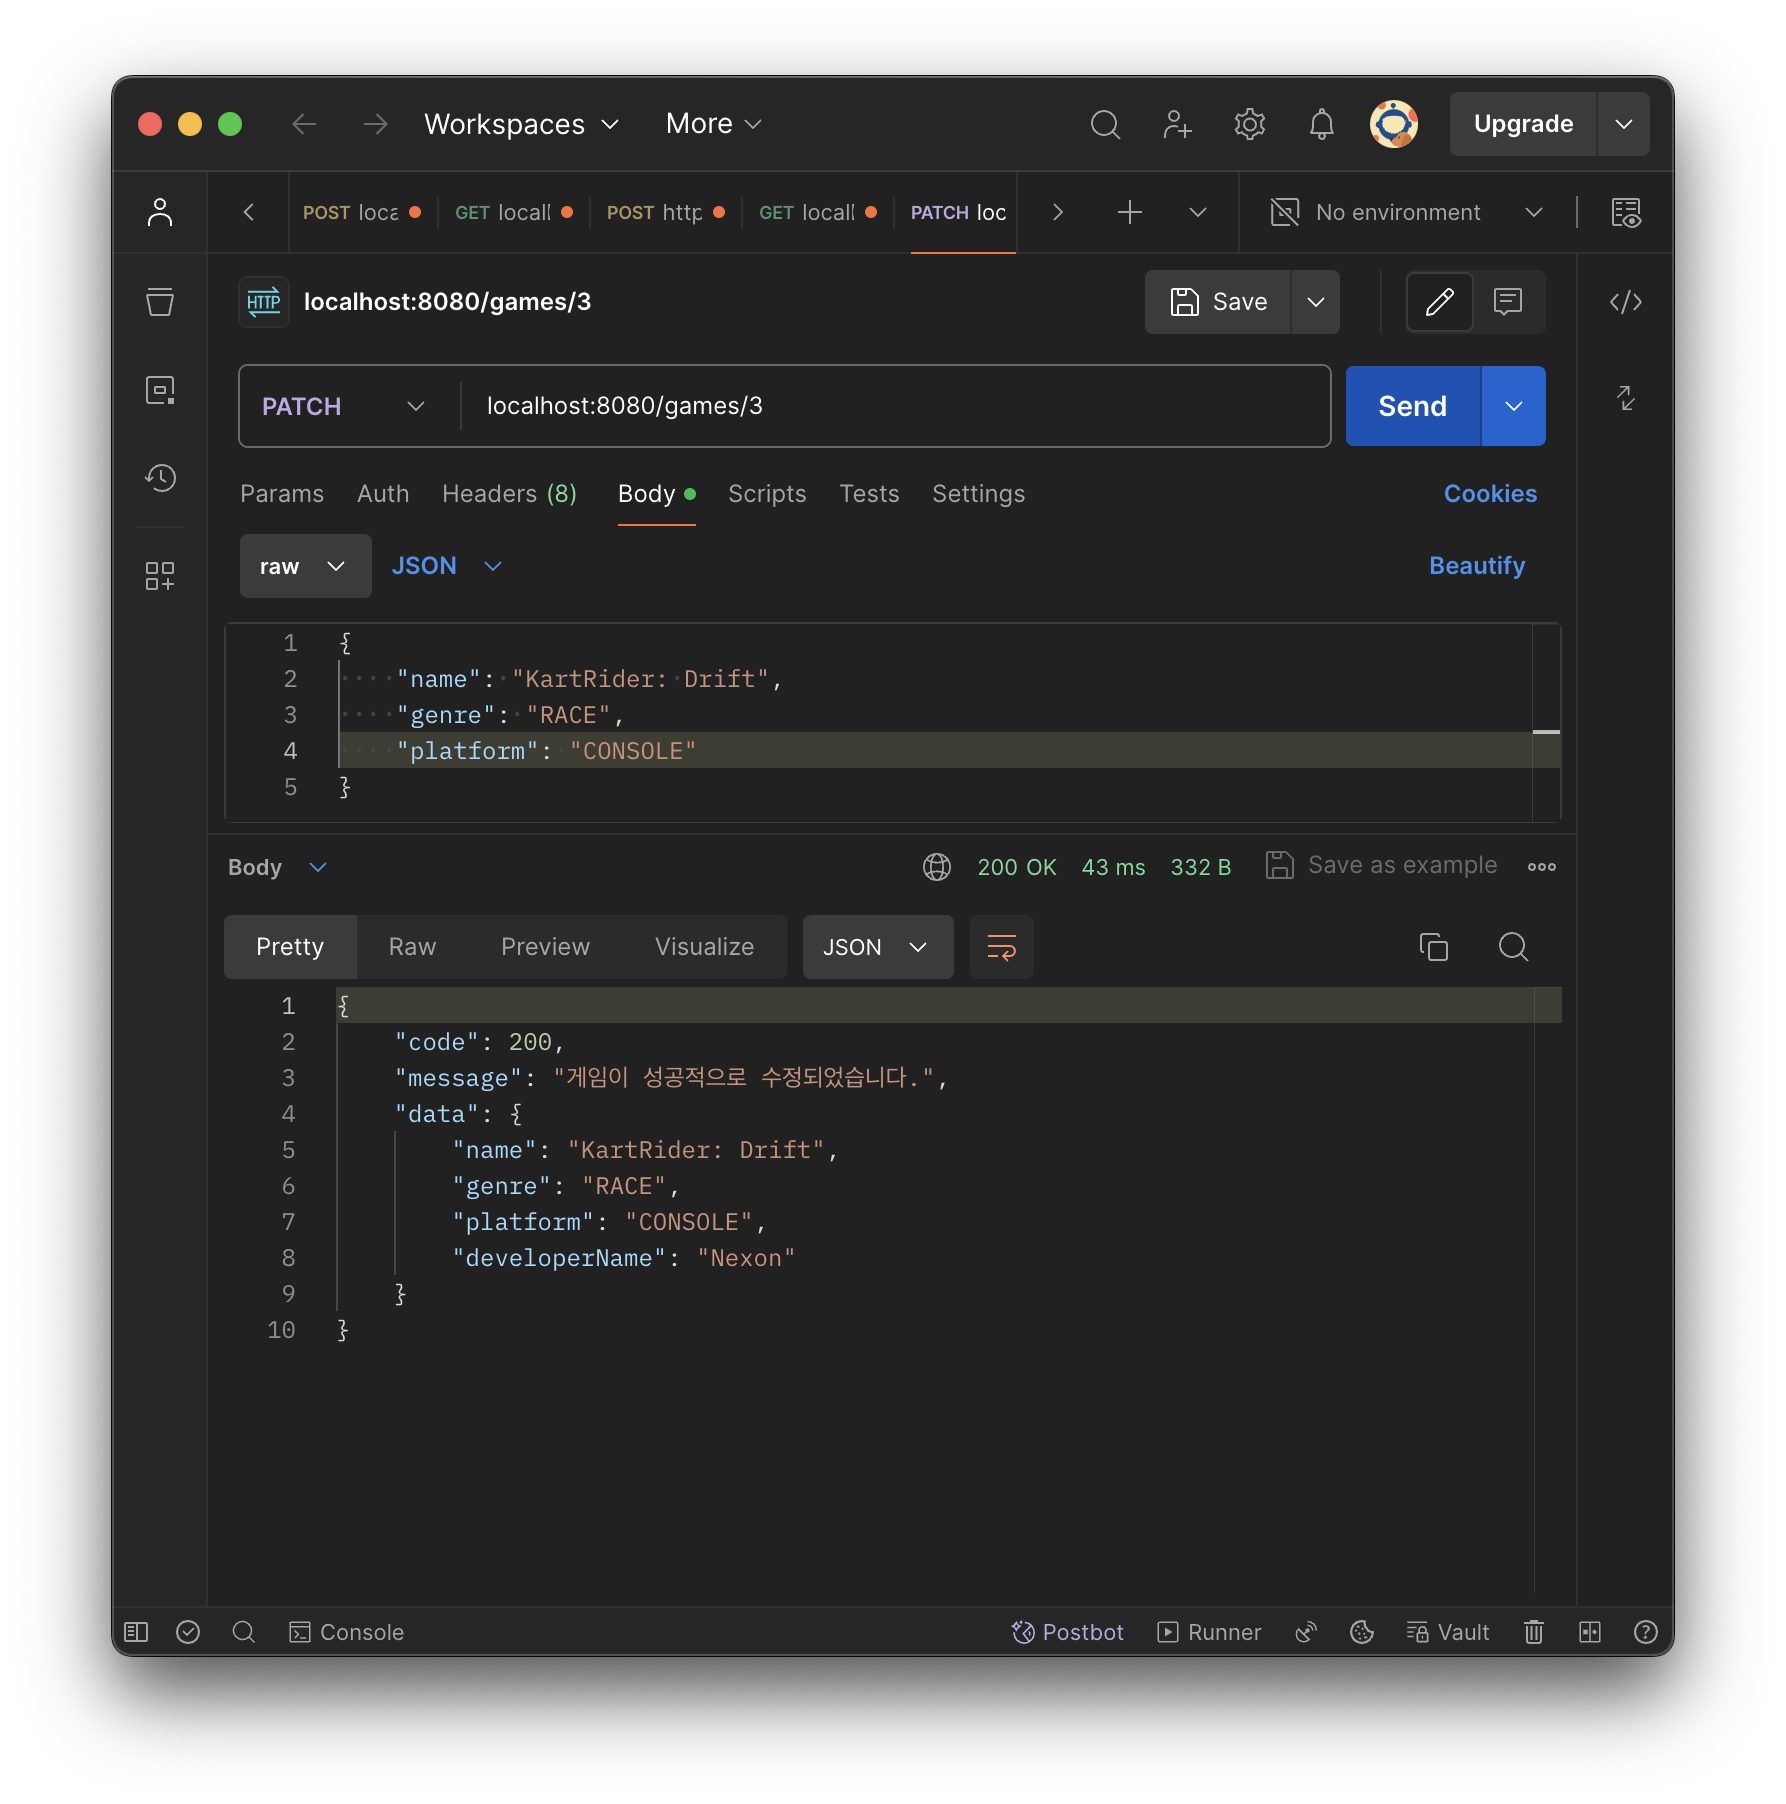 Workspaces More Upgrade
POST loca GET locall POST http GET locall PATCH loc No environment
HTTP localhost:8080/games/3 Save
PATCH localhost:8080/games/3 Send
Params Auth Headers (8) Body Scripts Tests Settings Cookies
raw JSON Beautify
1 {
2 "name": "KartRider: Drift",
3 "genre": "RACE",
4 "platform": "CONSOLE"
5 }
Body 200 OK 43 ms 332 B Save as example
Pretty Raw Preview Visualize JSON
1 {
2 "code": 200,
3 "message": "게임이 성공적으로 수정되었습니다.",
4 "data": {
5 "name": "KartRider: Drift",
6 "genre": "RACE",
7 "platform": "CONSOLE",
8 "developerName": "Nexon"
9 }
10 }
Console Postbot Runner Vault